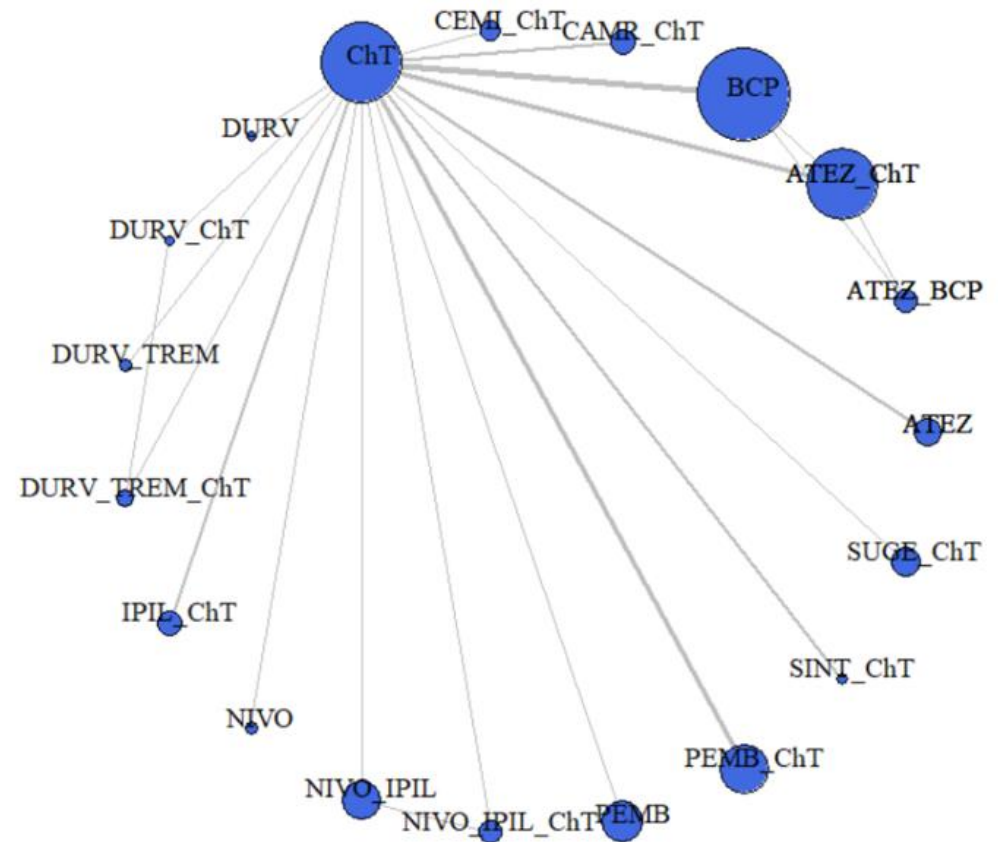 CEMI_ChT
CAMR_ChT
ChT
BCP
DURV
ATEZ_ChT
DURV_ChT
ATEZ_BCP
DURV_TREM
ATEZ
DURV_TREM_ChT
SUGE_ChT
IPIL_ChT
SINT_ChT
NIVO
PEMB_ChT
NIVO_IPIL
NIVO_IPIL_ChT
PEMB